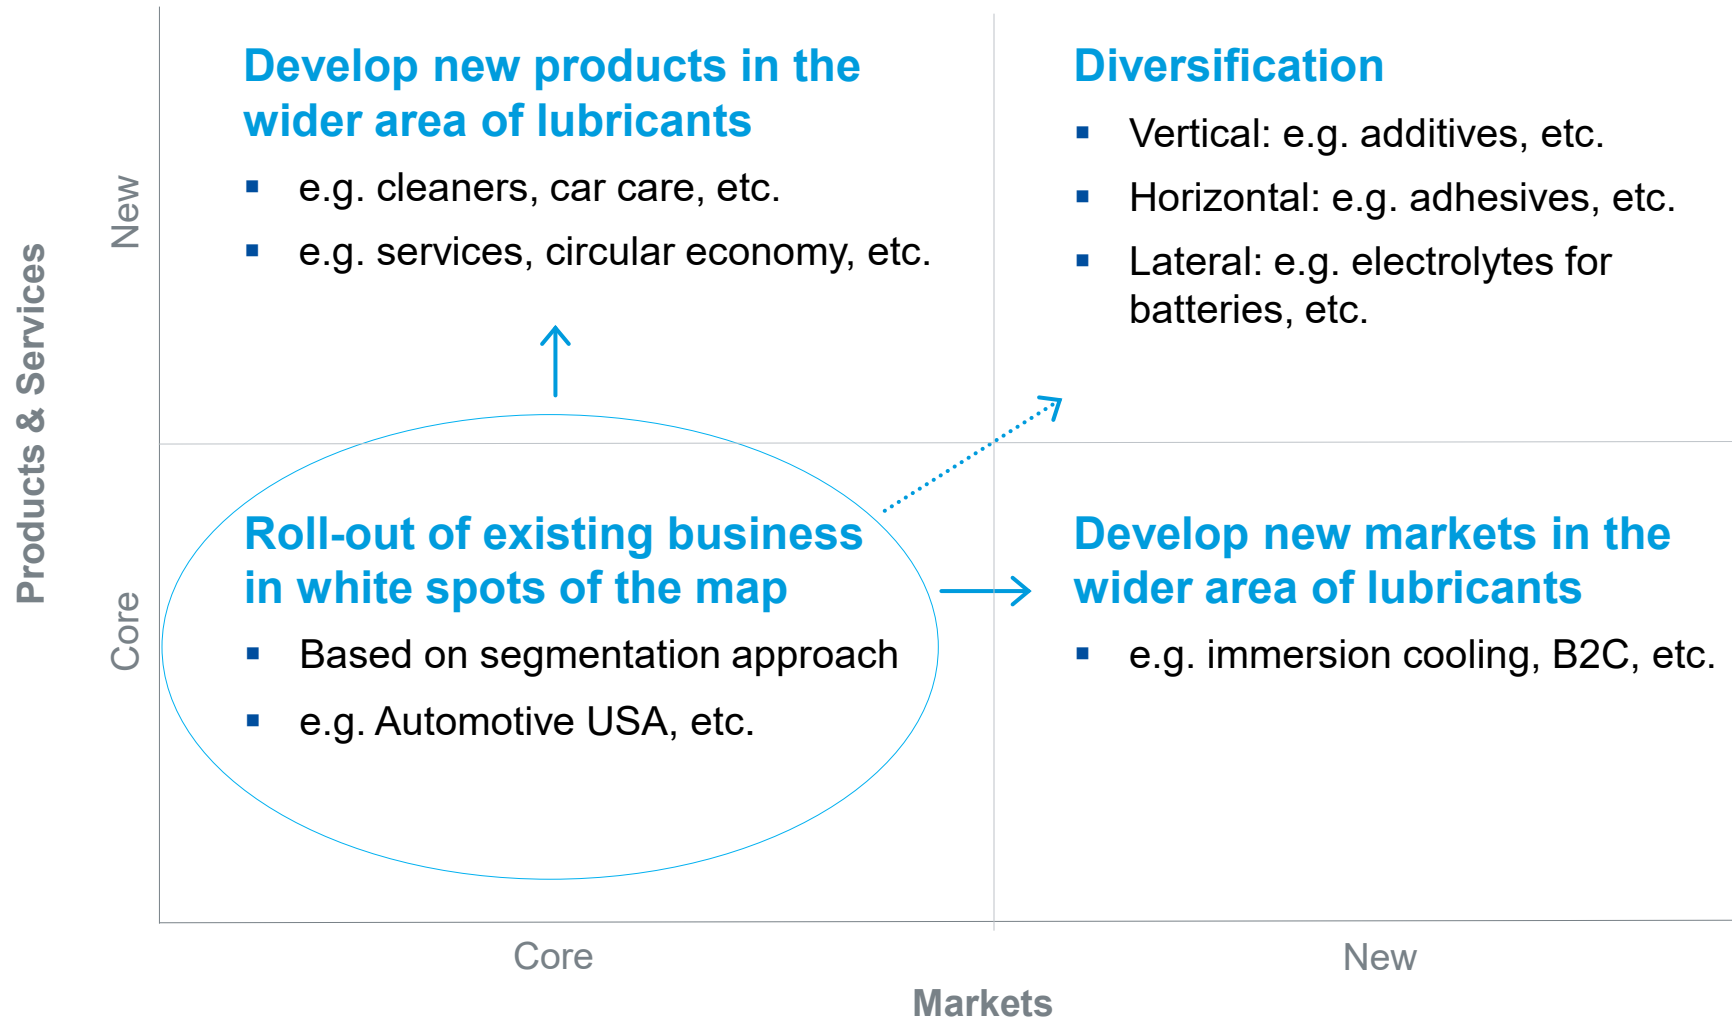 Products & Services
New
Core
Develop new products in the
wider area of lubricants
▪ e.g. cleaners, car care, etc.
▪ e.g. services, circular economy, etc.
Diversification
▪ Vertical: e.g. additives, etc.
▪ Horizontal: e.g. adhesives, etc.
▪ Lateral: e.g. electrolytes for
batteries, etc.
Roll-out of existing business
in white spots of the map
▪ Based on segmentation approach
▪ e.g. Automotive USA, etc.
Develop new markets in the
wider area of lubricants
▪ e.g. immersion cooling, B2C, etc.
Core
New
Markets